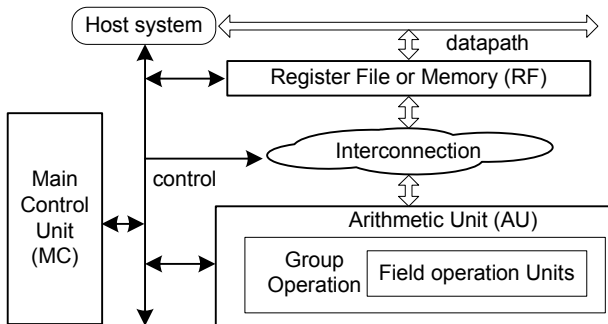 Host system
datapath
Register File or Memory (RF)
Interconnection
control
Main
Control
Unit
(MC)
Arithmetic Unit (AU)
Group
Operation
Field operation Units